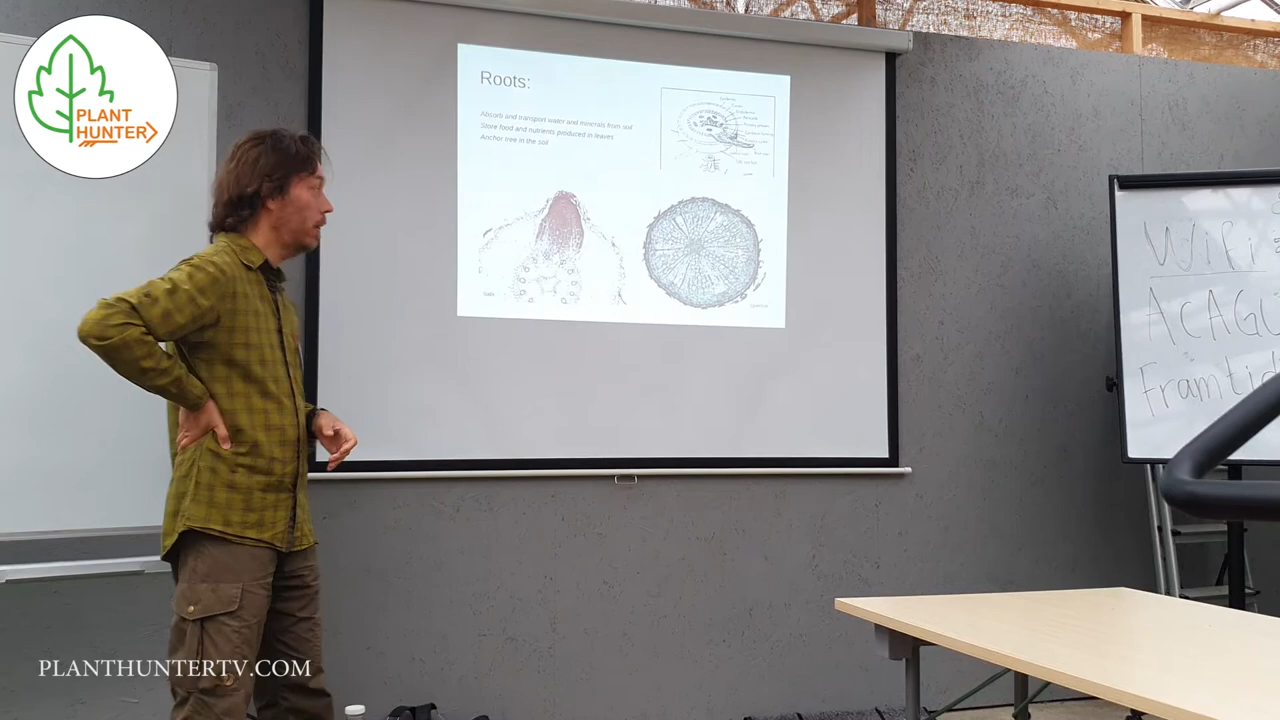 PLANT
HUNTER
Roots:
Absorb and transport water and minerals from soil
Store food and nutrients produced in leaves
Anchor tree in the soil
Wifi
AcAGU
Framtid
PLANTHUNTERTV.COM